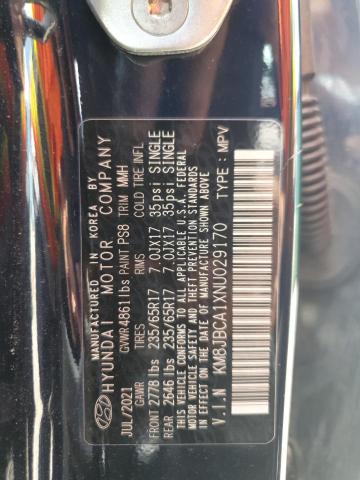 MANUFACTURED IN KOREA BY
HYUNDAI MOTOR COMPANY
JUL/2021 GVWR 4861 lbs PAINT PS8 TRIM MMH
GAWR TIRES RIMS COLD TIRE INFL
FRONT 2778 lbs 235/65R17 7.0JX17 35psi SINGLE
REAR 2646 lbs 235/65R17 7.0JX17 35psi SINGLE
THIS VEHICLE CONFORMS TO ALL APPLICABLE U.S.A. FEDERAL
MOTOR VEHICLE SAFETY AND THEFT PREVENTION STANDARDS
IN EFFECT ON THE DATE OF MANUFACTURE SHOWN ABOVE.
V.I.N KM8JBCA1XNU029170 TYPE: MPV